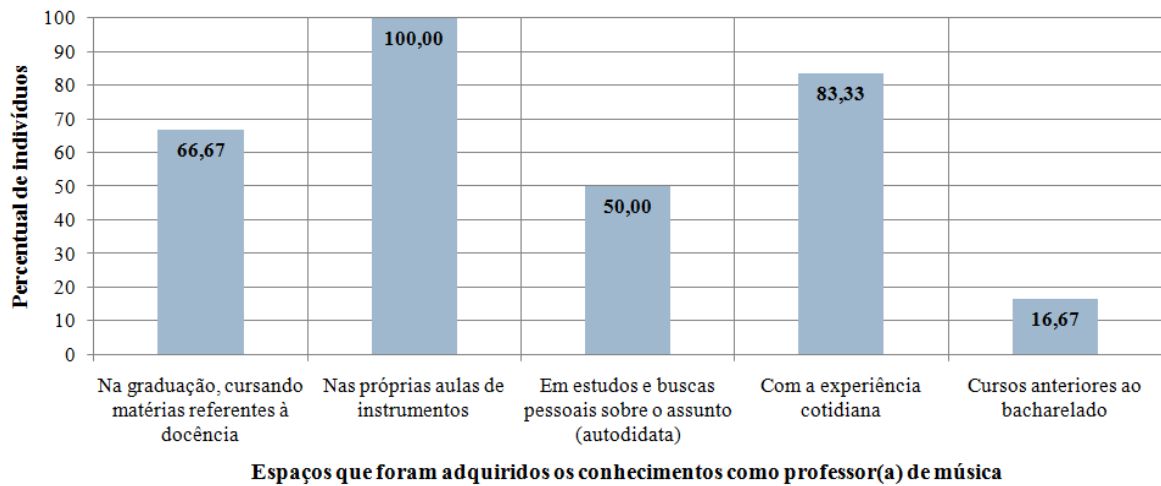 Percentual de indivíduos
100
90
80
70
60
50
40
30
20
10
0
66,67
100,00
50,00
83,33
16,67
Na graduação, cursando
matérias referentes à
docência
Nas próprias aulas de
instrumentos
Em estudos e buscas
pessoais sobre o assunto
(autodidata)
Com a experiência
cotidiana
Cursos anteriores ao
bacharelado
Espaços que foram adquiridos os conhecimentos como professor(a) de música